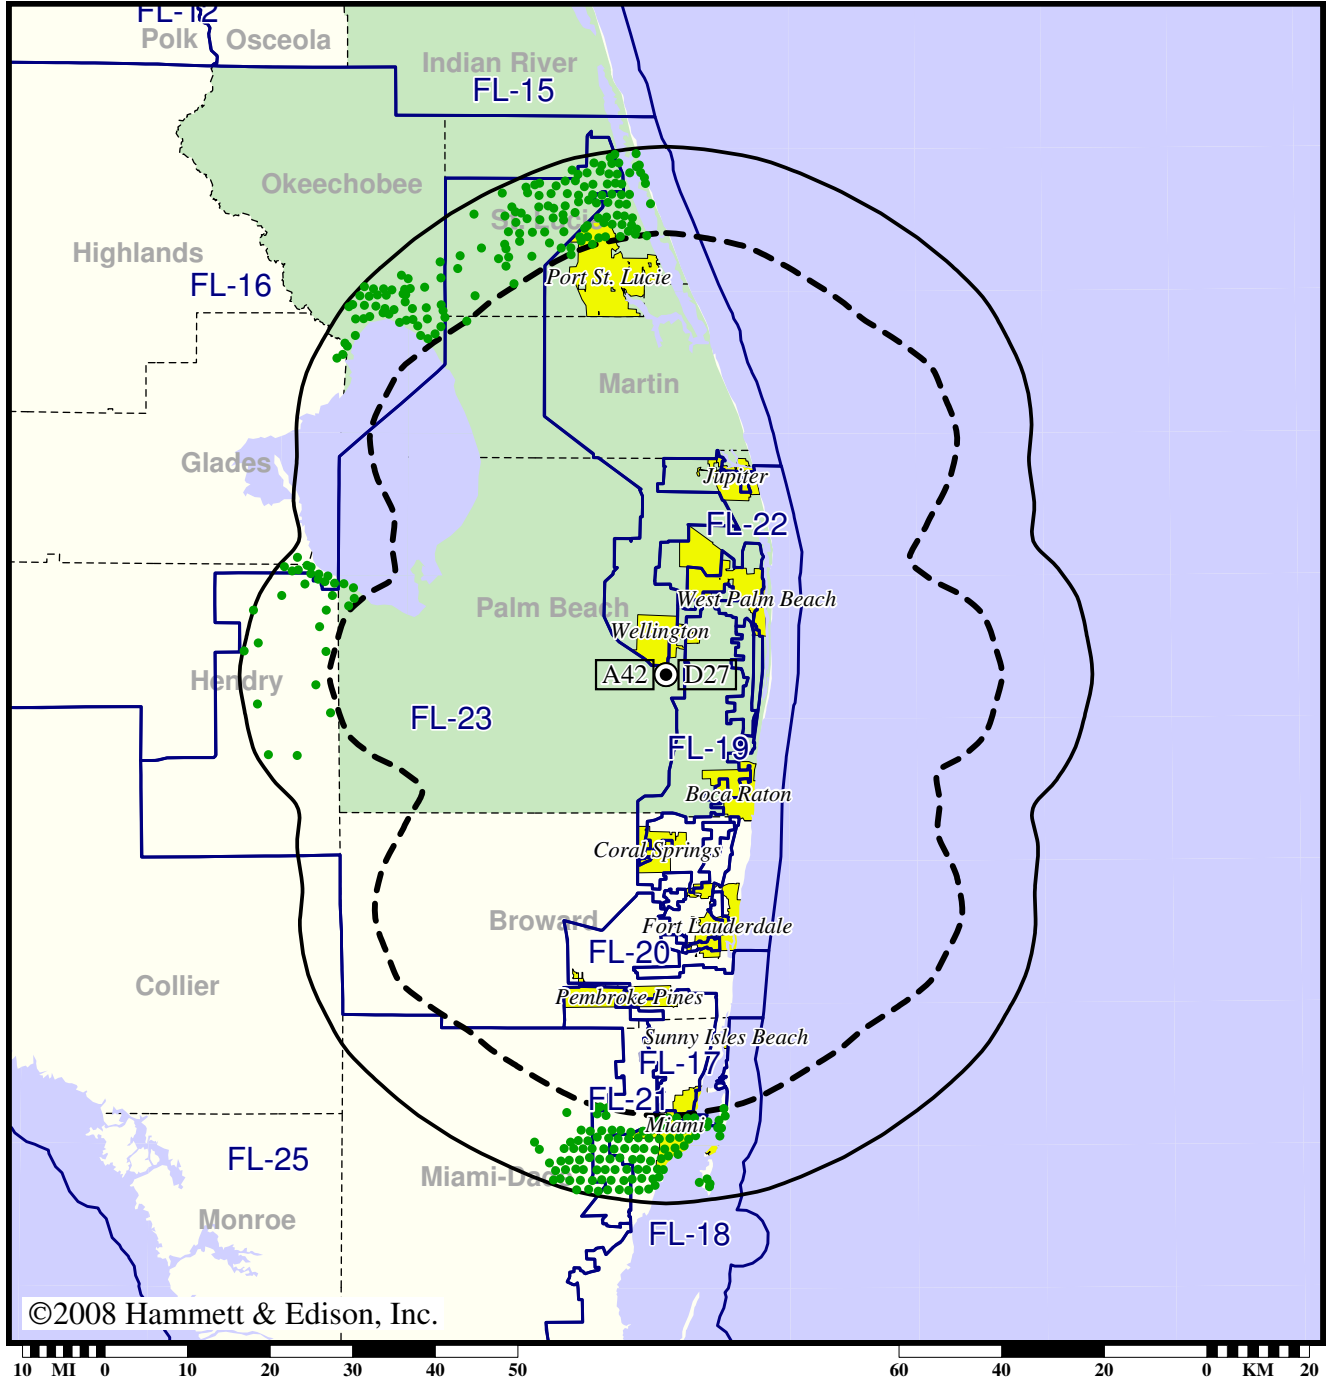 FL-12
Polk
Osceola
Indian River
FL-15
Okeechobee
St. Lucie
Highlands
FL-16
Port St. Lucie
Martin
Glades
Jupiter
FL-22
Palm Beach
West Palm Beach
Wellington
A42
D27
Hendry
FL-23
FL-19
Boca Raton
Coral Springs
Broward
Fort Lauderdale
FL-20
Collier
Pembroke Pines
Sunny Isles Beach
FL-17
FL-21
Miami
FL-25
Miami-Dade
Monroe
FL-18
©2008 Hammett & Edison, Inc.
10 MI 0 10 20 30 40 50
60 40 20 0 KM 20